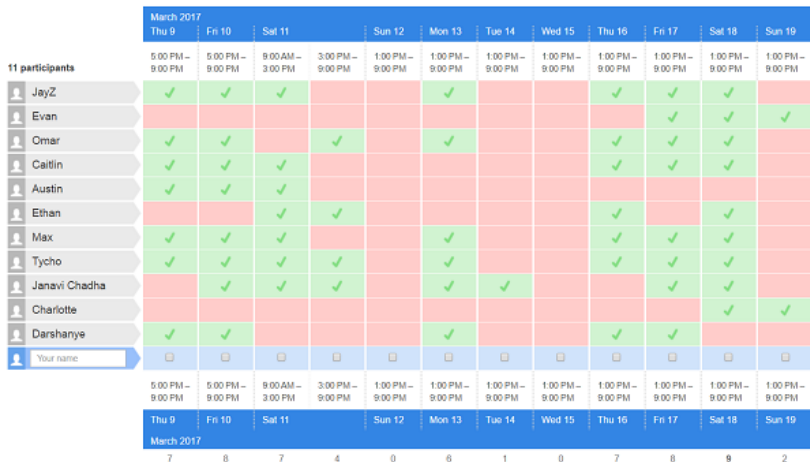 March 2017
Thu 9 Fri 10 Sat 11 Sun 12 Mon 13 Tue 14 Wed 15 Thu 16 Fri 17 Sat 18 Sun 19
5:00 PM – 5:00 PM – 9:00 AM – 3:00 PM – 1:00 PM – 1:00 PM – 1:00 PM – 1:00 PM – 1:00 PM – 1:00 PM – 1:00 PM – 1:00 PM –
11 participants 9:00 PM 9:00 PM 3:00 PM 9:00 PM 9:00 PM 9:00 PM 9:00 PM 9:00 PM 9:00 PM 9:00 PM 9:00 PM 9:00 PM
JayZ
Evan
Omar
Caitlin
Austin
Ethan
Max
Tycho
Janavi Chadha
Charlotte
Darshanye
Your name
5:00 PM – 5:00 PM – 9:00 AM – 3:00 PM – 1:00 PM – 1:00 PM – 1:00 PM – 1:00 PM – 1:00 PM – 1:00 PM – 1:00 PM – 1:00 PM –
9:00 PM 9:00 PM 3:00 PM 9:00 PM 9:00 PM 9:00 PM 9:00 PM 9:00 PM 9:00 PM 9:00 PM 9:00 PM 9:00 PM
Thu 9 Fri 10 Sat 11 Sun 12 Mon 13 Tue 14 Wed 15 Thu 16 Fri 17 Sat 18 Sun 19
March 2017
7 8 7 4 0 6 1 0 7 8 9 2